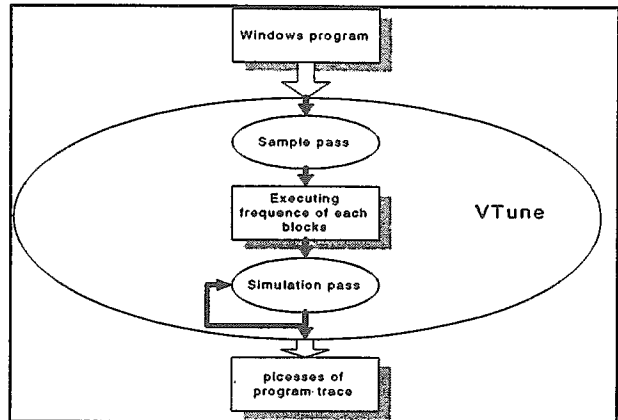 Windows program
Sample pass
Executing
frequence of each
blocks
VTune
Simulation pass
picesses of
program trace